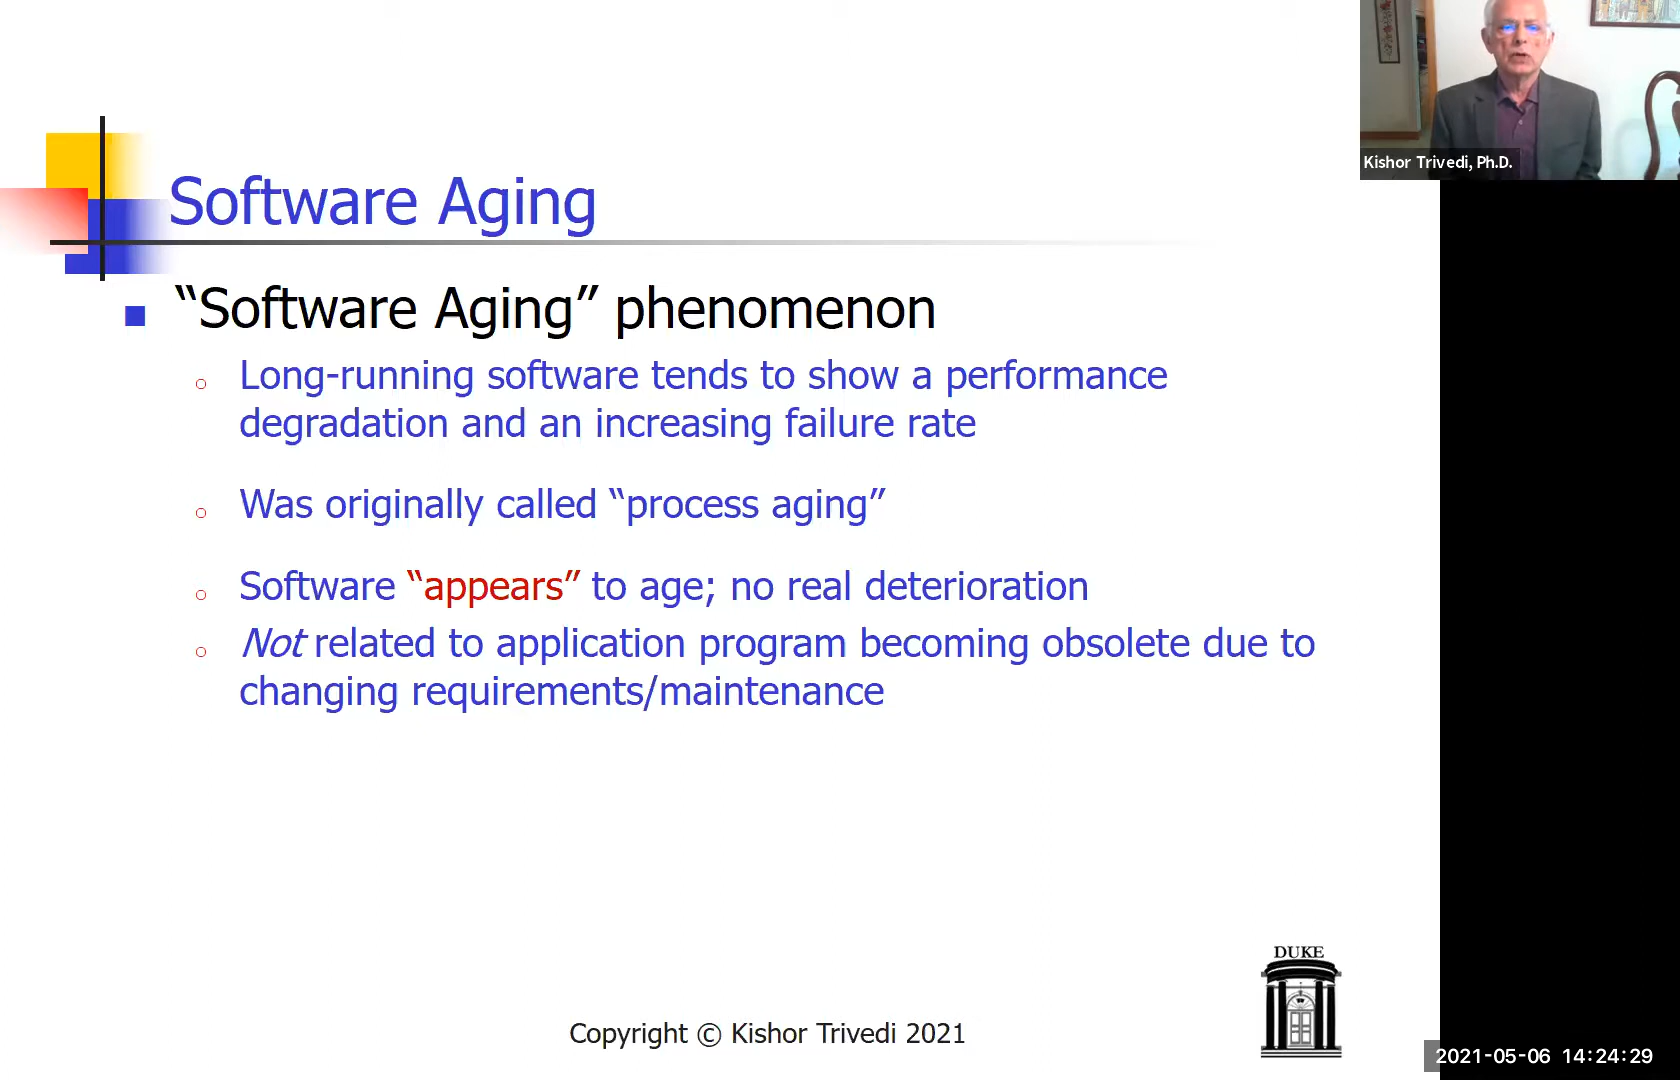 Kishor Trivedi, Ph.D.
Software Aging
“Software Aging” phenomenon
Long-running software tends to show a performance
degradation and an increasing failure rate
Was originally called “process aging”
Software “appears” to age; no real deterioration
Not related to application program becoming obsolete due to
changing requirements/maintenance
DUKE
Copyright © Kishor Trivedi 2021
2021-05-06 14:24:29